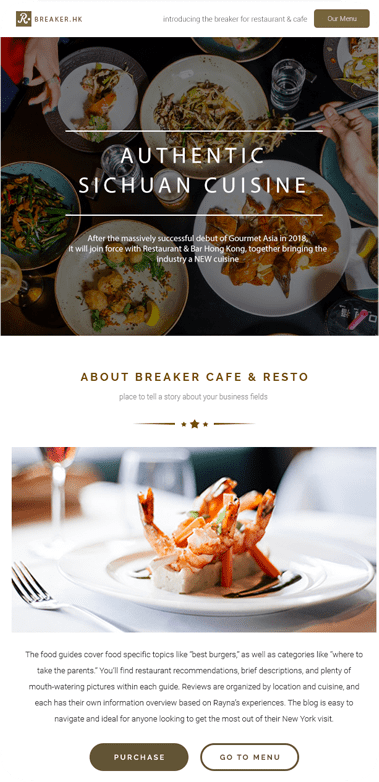 R.
BREAKER.HK
introducing the breaker for restaurant & cafe
Our Menu
AUTHENTIC
SICHUAN CUISINE
After the massively successful debut of Gourmet Asia in 2018,
it will join force with Restaurant & Bar Hong Kong, together bringing the
industry a NEW cuisine
ABOUT BREAKER CAFE & RESTO
place to tell a story about your business fields
The food guides cover food specific topics like “best burgers,” as well as categories like “where to
take the parents.” You’ll find restaurant recommendations, brief descriptions, and plenty of
mouth-watering pictures within each guide. Reviews are organized by location and cuisine, and
each has their own information overview based on Rayna’s experiences. The blog is easy to
navigate and ideal for anyone looking to get the most out of their New York visit.
PURCHASE
GO TO MENU